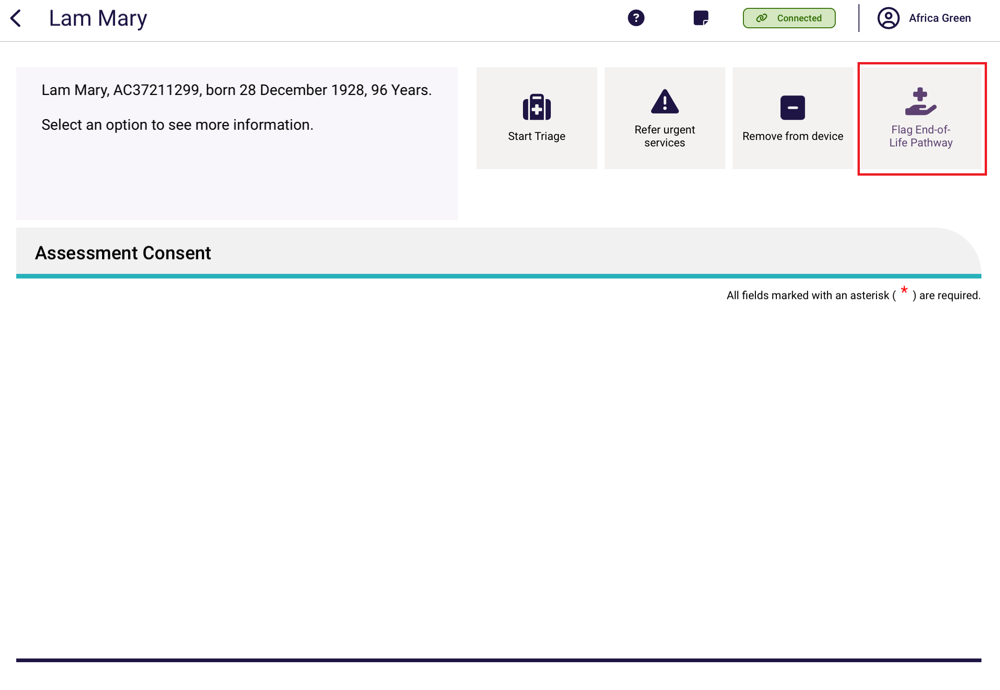 Lam Mary
Connected
Africa Green
Lam Mary, AC37211299, born 28 December 1928, 96 Years.
Select an option to see more information.
Start Triage
Refer urgent
services
Remove from device
Flag End-of-
Life Pathway
Assessment Consent
All fields marked with an asterisk ( * ) are required.